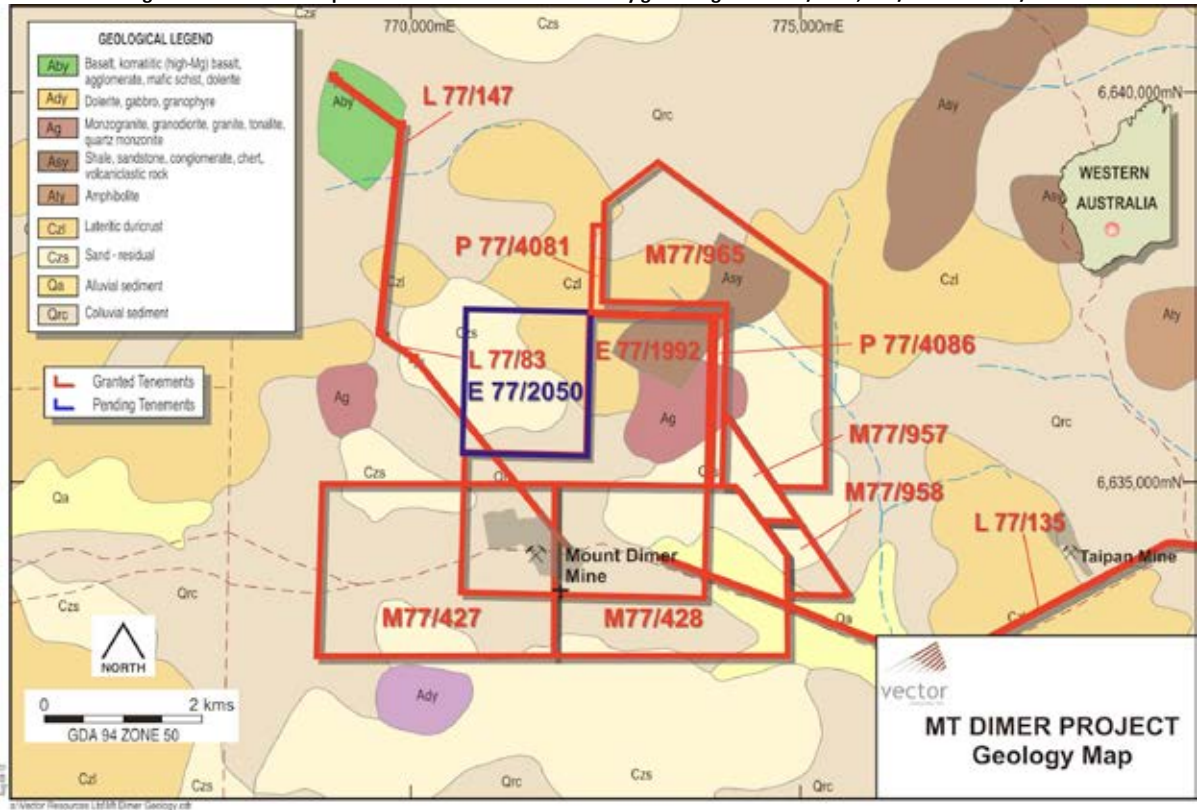 Czs
770,000mE
Czs
775,000mE
GEOLOGICAL LEGEND
Aby Basalt, komatiitic (high-Mg) basalt,
agglomerate, mafic schist, dolerite
Ady Dolerite, gabbro, granophyre
Ag Monzogranite, granodiorite, granite, tonalite,
quartz monzonite
Asy Shale, sandstone, conglomerate, chert,
volcaniclastic rock
Aty Amphibolite
Czl Lateritic duricrust
Czs Sand - residual
Qa Alluvial sediment
Qrc Colluvial sediment
Granted Tenements
Pending Tenements
Aby
L 77/147
Qrc
Asy
6,640,000mN
WESTERN
AUSTRALIA
Asy
P 77/4081
M77/965
Czl
Czl
Asy
Czl
Aty
Czs
L 77/83
E 77/2050
E 77/1992
P 77/4086
Ag
Ag
Qrc
M77/957
Czs
Qa
6,635,000mN
M77/958
L 77/135
Mount Dimer
Mine
Taipan Mine
Czs
Qrc
M77/427
M77/428
Qa
NORTH
0 2 kms
GDA 94 ZONE 50
Ady
Czl
Czs
Qrc
Czs
Qrc
vector
MT DIMER PROJECT
Geology Map